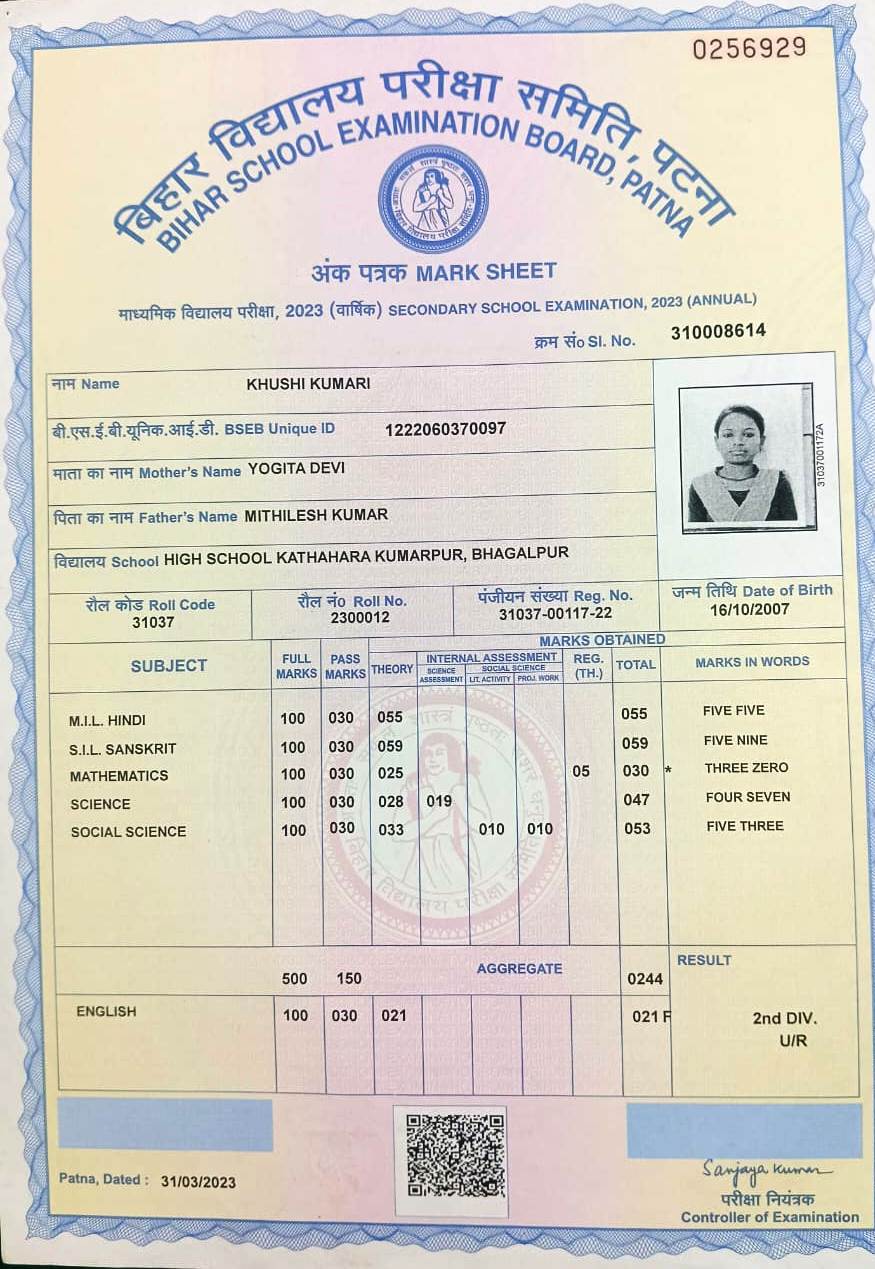 0256929
बिहार विद्यालय परीक्षा समिति, पटना
BIHAR SCHOOL EXAMINATION BOARD, PATNA
अंक पत्रक MARK SHEET
माध्यमिक विद्यालय परीक्षा, 2023 (वार्षिक) SECONDARY SCHOOL EXAMINATION, 2023 (ANNUAL)
क्रम सं० SI. No. 310008614
नाम Name KHUSHI KUMARI
बी.एस.ई.बी.यूनिक.आई.डी. BSEB Unique ID 1222060370097
माता का नाम Mother's Name YOGITA DEVI
पिता का नाम Father's Name MITHILESH KUMAR
विद्यालय School HIGH SCHOOL KATHAHARA KUMARPUR, BHAGALPUR
31037001172A
रौल कोड Roll Code रौल नं० Roll No. पंजीयन संख्या Reg. No. जन्म तिथि Date of Birth
31037 2300012 31037-00117-22 16/10/2007
MARKS OBTAINED
SUBJECT FULL MARKS PASS MARKS THEORY INTERNAL ASSESSMENT REG. (TH.) TOTAL MARKS IN WORDS
SCIENCE ASSESSMENT SOCIAL SCIENCE LIT. ACTIVITY PROJ. WORK
M.I.L. HINDI 100 030 055 055 FIVE FIVE
S.I.L. SANSKRIT 100 030 059 059 FIVE NINE
MATHEMATICS 100 030 025 05 030 * THREE ZERO
SCIENCE 100 030 028 019 047 FOUR SEVEN
SOCIAL SCIENCE 100 030 033 010 010 053 FIVE THREE
500 150 AGGREGATE 0244 RESULT
ENGLISH 100 030 021 021 F 2nd DIV.
U/R
Patna, Dated : 31/03/2023
Sanjaya Kumar
परीक्षा नियंत्रक
Controller of Examination